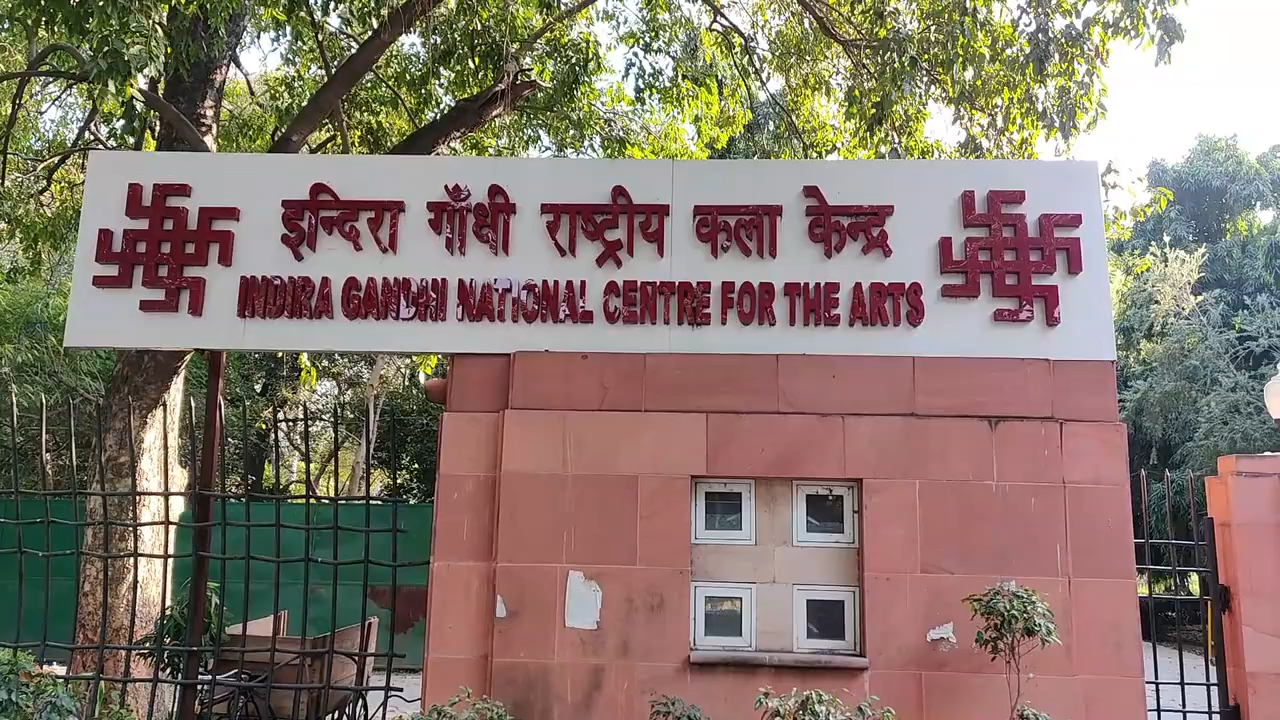 इन्दिरा गाँधी राष्ट्रीय कला केन्द्र
INDIRA GANDHI NATIONAL CENTRE FOR THE ARTS